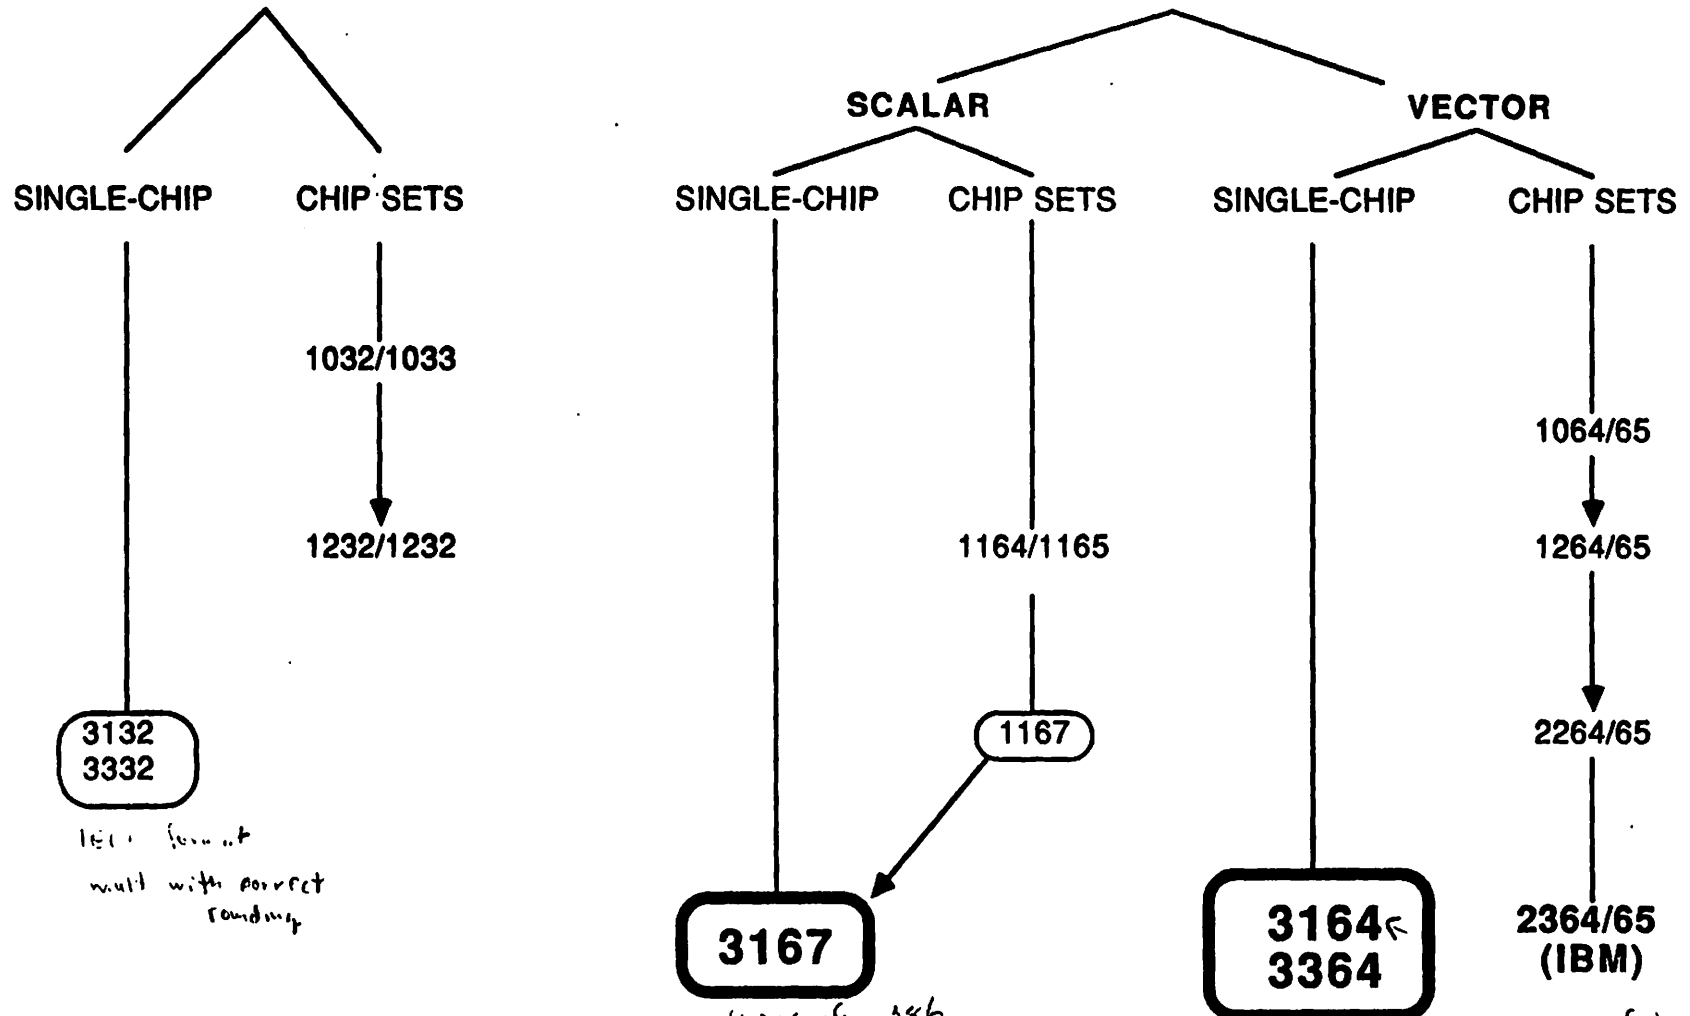 SCALAR VECTOR
SINGLE-CHIP CHIP SETS SINGLE-CHIP CHIP SETS SINGLE-CHIP CHIP SETS
1032/1033
1064/65
1232/1232 1164/1165 1264/65
3132 1167 2264/65
3332
format
mult with correct
rounding
3164 2364/65
3167 (IBM)
3364